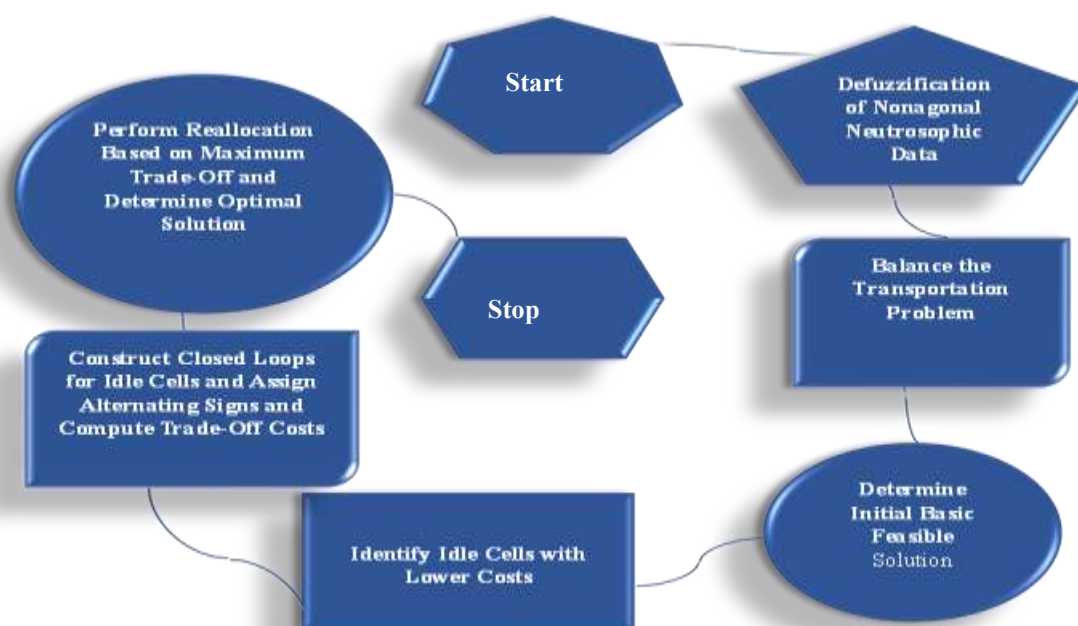 Start
Defuzzification
of Nonagonal
Neutrosophic
Data
Balance the
Transportation
Problem
Determine
Initial Basic
Feasible
Solution
Identify Idle Cells with
Lower Costs
Construct Closed Loops
for Idle Cells and Assign
Alternating Signs and
Compute Trade-Off Costs
Perform Reallocation
Based on Maximum
Trade-Off and
Determine Optimal
Solution
Stop